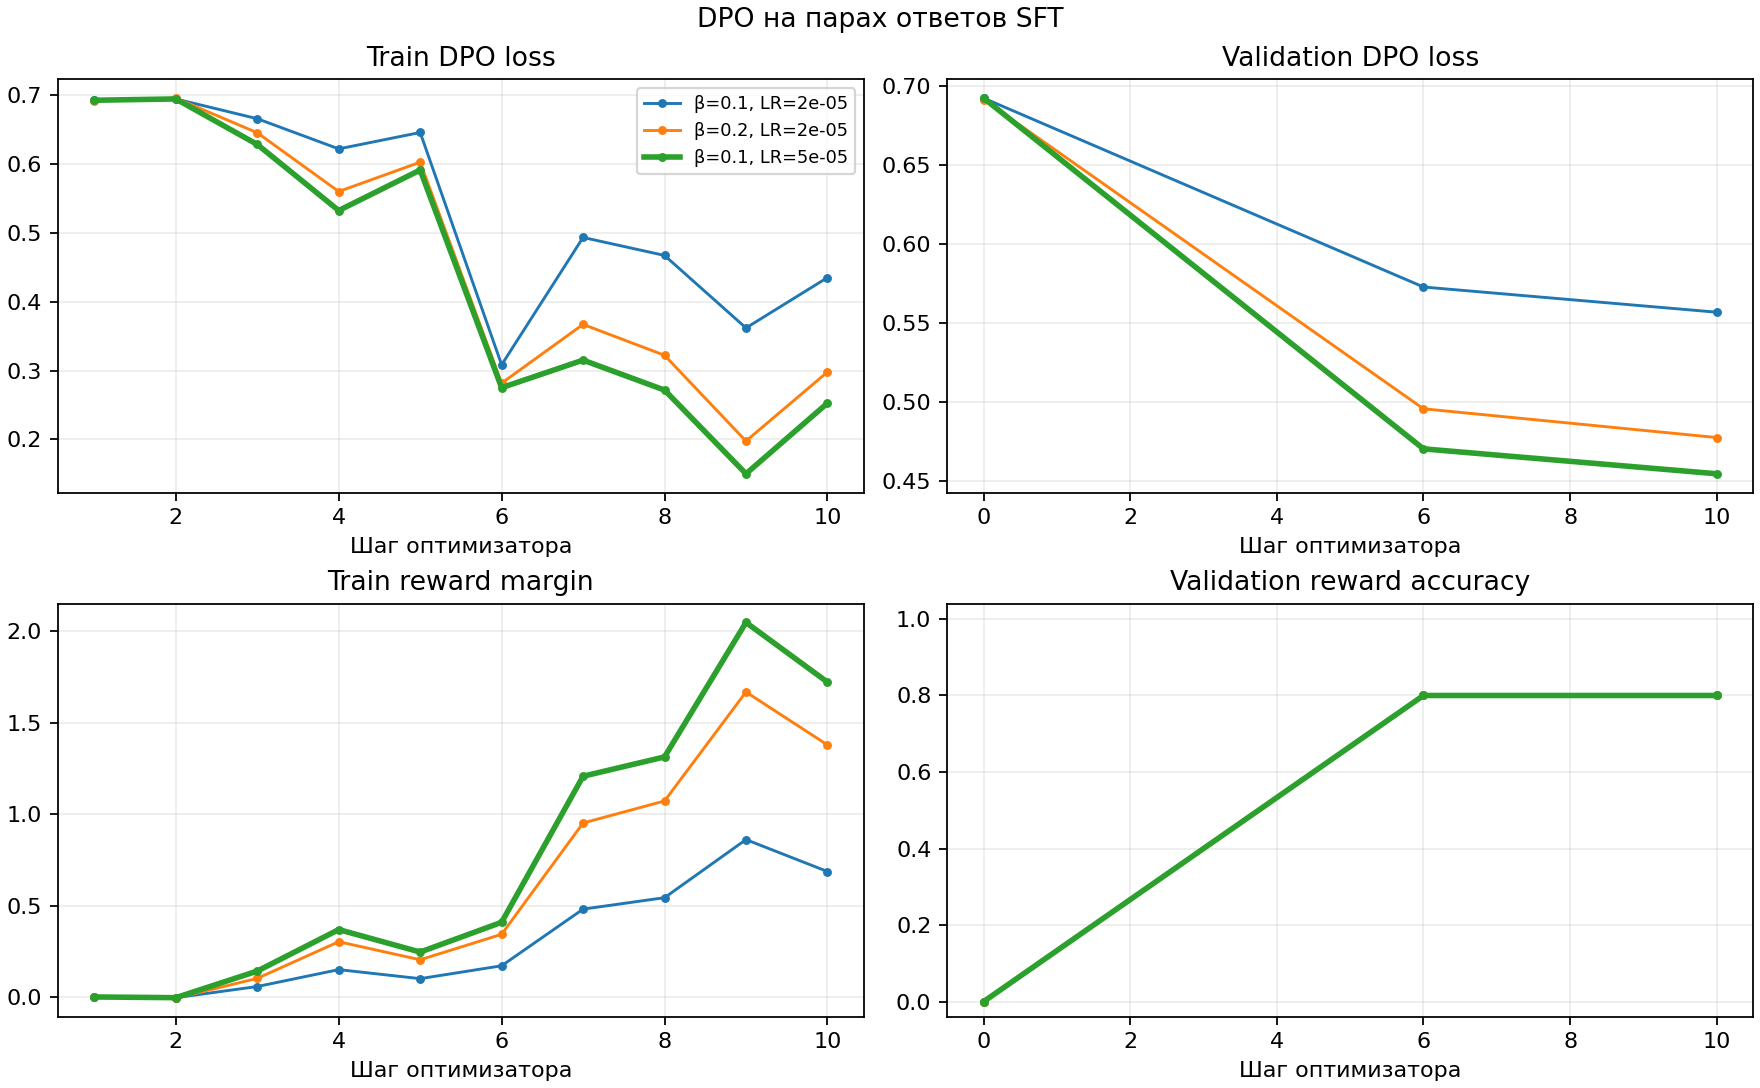 DPO на парах ответов SFT
Train DPO loss
0.7
0.6
0.5
0.4
0.3
0.2
β=0.1, LR=2e-05
β=0.2, LR=2e-05
β=0.1, LR=5e-05
2 4 6 8 10
Шаг оптимизатора
Validation DPO loss
0.70
0.65
0.60
0.55
0.50
0.45
0 2 4 6 8 10
Шаг оптимизатора
Train reward margin
2.0
1.5
1.0
0.5
0.0
2 4 6 8 10
Шаг оптимизатора
Validation reward accuracy
1.0
0.8
0.6
0.4
0.2
0.0
0 2 4 6 8 10
Шаг оптимизатора